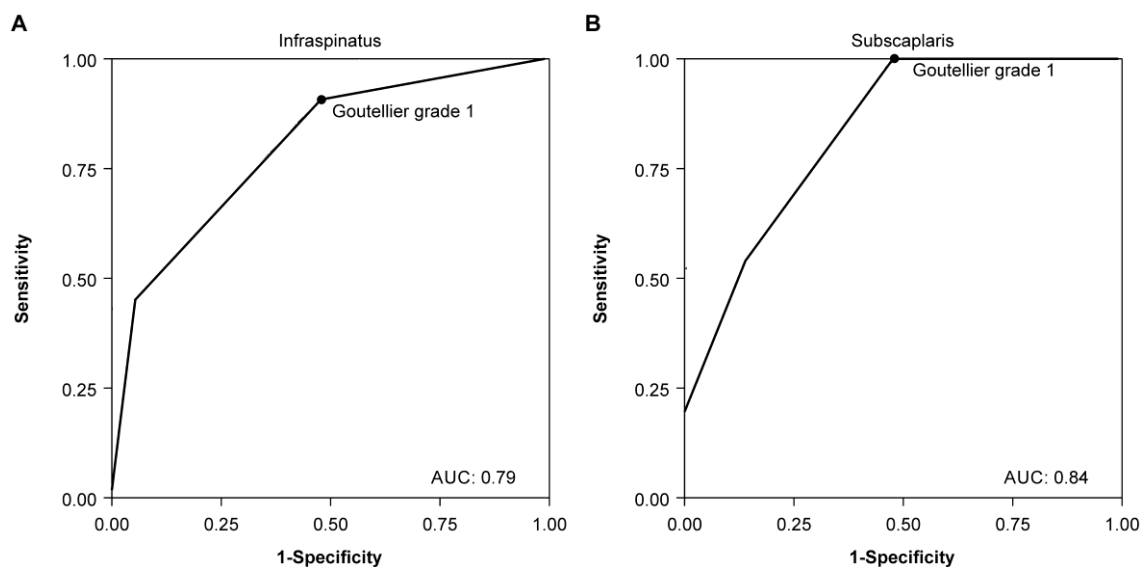 A
Infraspinatus
1.00
Goutellier grade 1
0.75
Sensitivity
0.50
0.25
AUC: 0.79
0.00
0.00 0.25 0.50 0.75 1.00
1-Specificity
B
Subscaplaris
1.00
Goutellier grade 1
0.75
Sensitivity
0.50
0.25
AUC: 0.84
0.00
0.00 0.25 0.50 0.75 1.00
1-Specificity